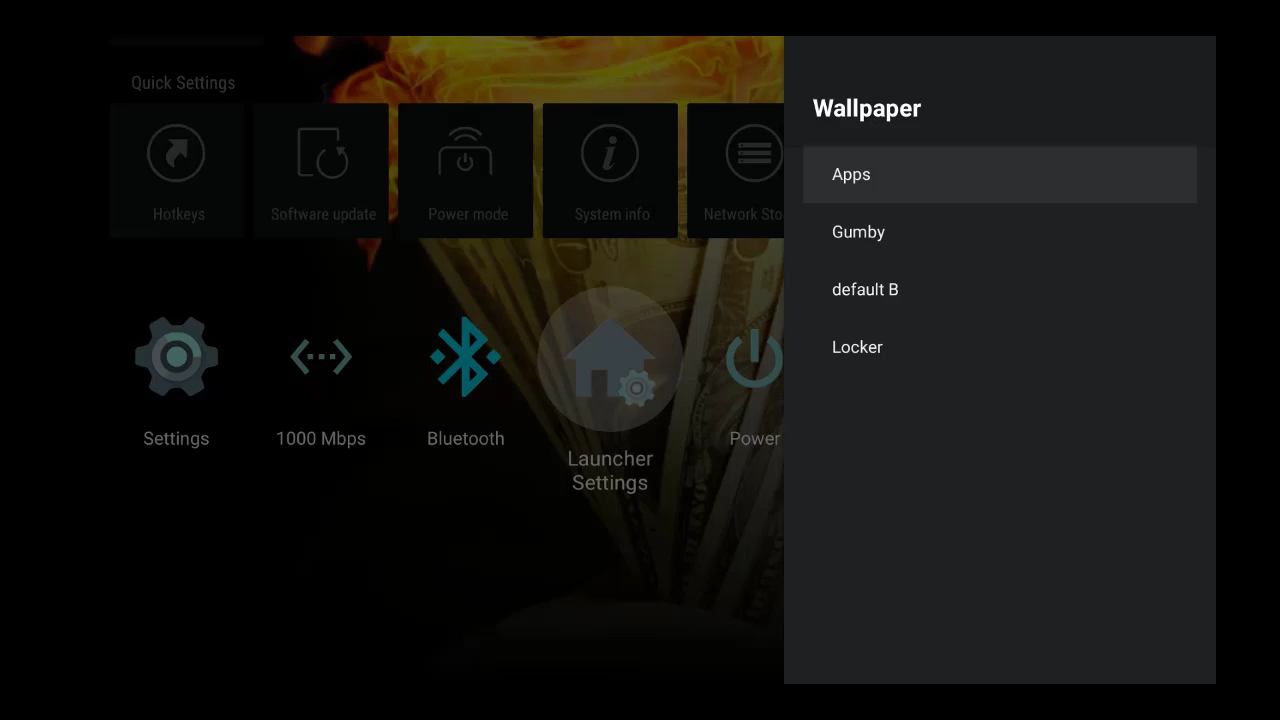 Quick Settings
Hotkeys
Software update
Power mode
System info
Network Sto
Settings
1000 Mbps
Bluetooth
Launcher
Settings
Power
Wallpaper
Apps
Gumby
default B
Locker